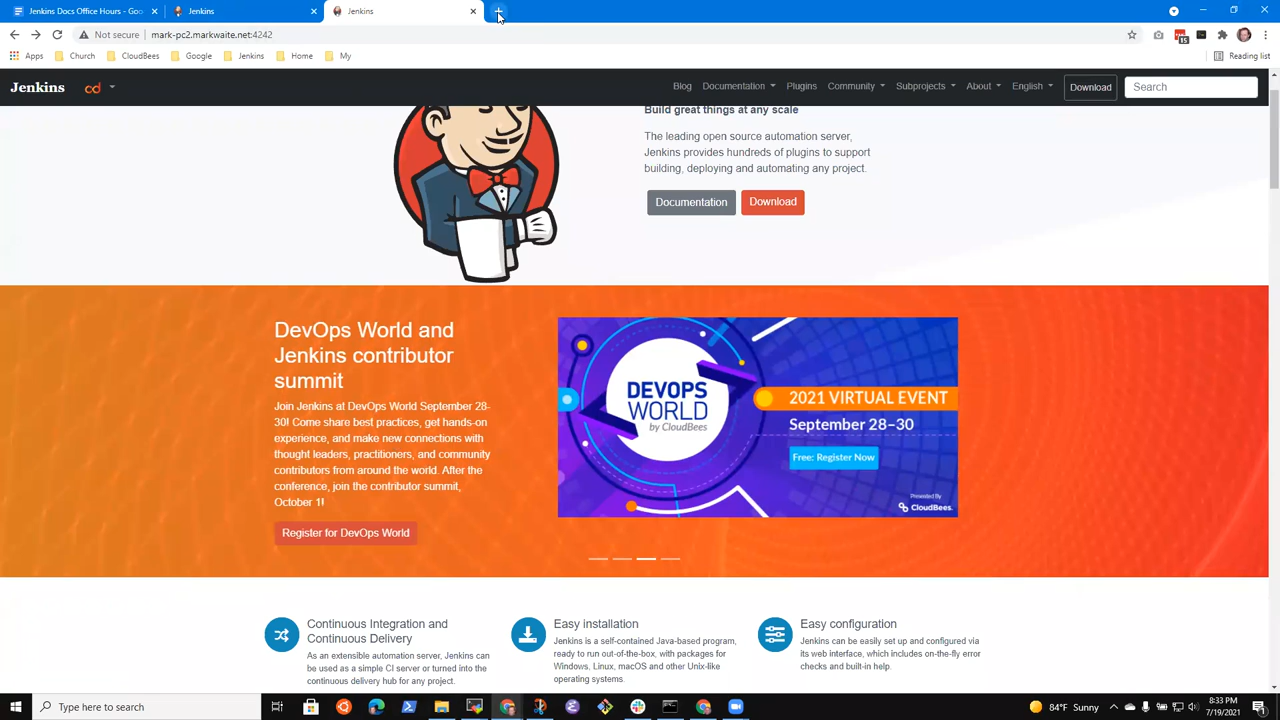 Jenkins Docs Office Hours - Goo
Jenkins
Jenkins
Not secure
mark-pc2.markwaite.net:4242
15
Apps
Church
CloudBees
Google
Jenkins
Home
My
Reading list
Jenkins
cd
Blog
Documentation
Plugins
Community
Subprojects
About
English
Download
Search
Build great things at any scale
The leading open source automation server,
Jenkins provides hundreds of plugins to support
building, deploying and automating any project.
Documentation
Download
DevOps World and
Jenkins contributor
summit
Join Jenkins at DevOps World September 28-
30! Come share best practices, get hands-on
experience, and make new connections with
thought leaders, practitioners, and community
contributors from around the world. After the
conference, join the contributor summit,
October 1!
Register for DevOps World
DEVOPS
WORLD
by CloudBees
2021 VIRTUAL EVENT
September 28–30
Free: Register Now
Presented By
CloudBees.
Continuous Integration and
Continuous Delivery
As an extensible automation server, Jenkins can
be used as a simple CI server or turned into the
continuous delivery hub for any project.
Easy installation
Jenkins is a self-contained Java-based program,
ready to run out-of-the-box, with packages for
Windows, Linux, macOS and other Unix-like
operating systems.
Easy configuration
Jenkins can be easily set up and configured via
its web interface, which includes on-the-fly error
checks and built-in help.
Type here to search
84°F Sunny
8:33 PM
7/19/2021
1